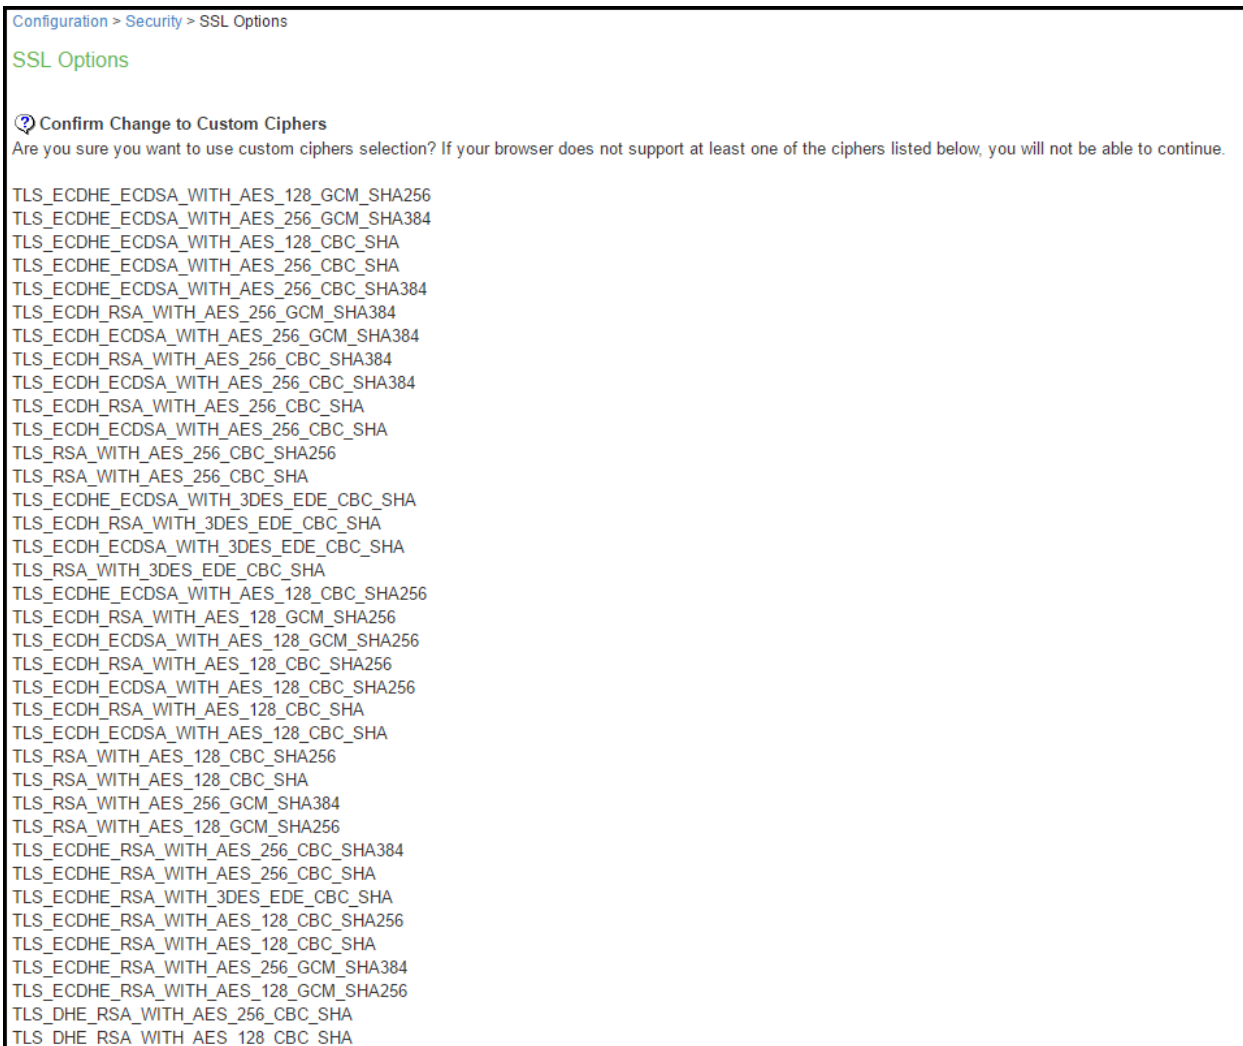 Configuration > Security > SSL Options
SSL Options
Confirm Change to Custom Ciphers
Are you sure you want to use custom ciphers selection? If your browser does not support at least one of the ciphers listed below, you will not be able to continue.
TLS_ECDHE_ECDSA_WITH_AES_128_GCM_SHA256
TLS_ECDHE_ECDSA_WITH_AES_256_GCM_SHA384
TLS_ECDHE_ECDSA_WITH_AES_128_CBC_SHA
TLS_ECDHE_ECDSA_WITH_AES_256_CBC_SHA
TLS_ECDHE_ECDSA_WITH_AES_256_CBC_SHA384
TLS_ECDH_RSA_WITH_AES_256_GCM_SHA384
TLS_ECDH_ECDSA_WITH_AES_256_GCM_SHA384
TLS_ECDH_RSA_WITH_AES_256_CBC_SHA384
TLS_ECDH_ECDSA_WITH_AES_256_CBC_SHA384
TLS_ECDH_RSA_WITH_AES_256_CBC_SHA
TLS_ECDH_ECDSA_WITH_AES_256_CBC_SHA
TLS_RSA_WITH_AES_256_CBC_SHA256
TLS_RSA_WITH_AES_256_CBC_SHA
TLS_ECDHE_ECDSA_WITH_3DES_EDE_CBC_SHA
TLS_ECDH_RSA_WITH_3DES_EDE_CBC_SHA
TLS_ECDH_ECDSA_WITH_3DES_EDE_CBC_SHA
TLS_RSA_WITH_3DES_EDE_CBC_SHA
TLS_ECDHE_ECDSA_WITH_AES_128_CBC_SHA256
TLS_ECDH_RSA_WITH_AES_128_GCM_SHA256
TLS_ECDH_ECDSA_WITH_AES_128_GCM_SHA256
TLS_ECDH_RSA_WITH_AES_128_CBC_SHA256
TLS_ECDH_ECDSA_WITH_AES_128_CBC_SHA256
TLS_ECDH_RSA_WITH_AES_128_CBC_SHA
TLS_ECDH_ECDSA_WITH_AES_128_CBC_SHA
TLS_RSA_WITH_AES_128_CBC_SHA256
TLS_RSA_WITH_AES_128_CBC_SHA
TLS_RSA_WITH_AES_256_GCM_SHA384
TLS_RSA_WITH_AES_128_GCM_SHA256
TLS_ECDHE_RSA_WITH_AES_256_CBC_SHA384
TLS_ECDHE_RSA_WITH_AES_256_CBC_SHA
TLS_ECDHE_RSA_WITH_3DES_EDE_CBC_SHA
TLS_ECDHE_RSA_WITH_AES_128_CBC_SHA256
TLS_ECDHE_RSA_WITH_AES_128_CBC_SHA
TLS_ECDHE_RSA_WITH_AES_256_GCM_SHA384
TLS_ECDHE_RSA_WITH_AES_128_GCM_SHA256
TLS_DHE_RSA_WITH_AES_256_CBC_SHA
TLS_DHE_RSA_WITH_AES_128_CBC_SHA